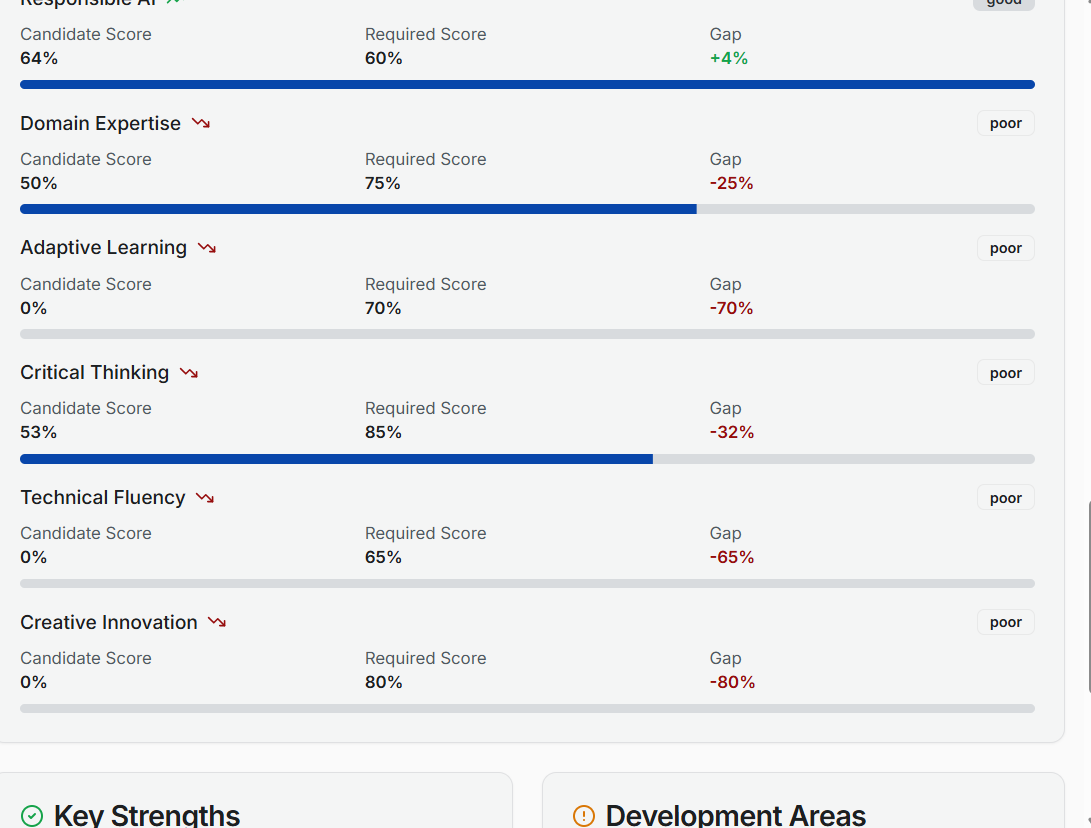 Responsible AI good
Candidate Score Required Score Gap
64% 60% +4%
Domain Expertise poor
Candidate Score Required Score Gap
50% 75% -25%
Adaptive Learning poor
Candidate Score Required Score Gap
0% 70% -70%
Critical Thinking poor
Candidate Score Required Score Gap
53% 85% -32%
Technical Fluency poor
Candidate Score Required Score Gap
0% 65% -65%
Creative Innovation poor
Candidate Score Required Score Gap
0% 80% -80%
Key Strengths Development Areas